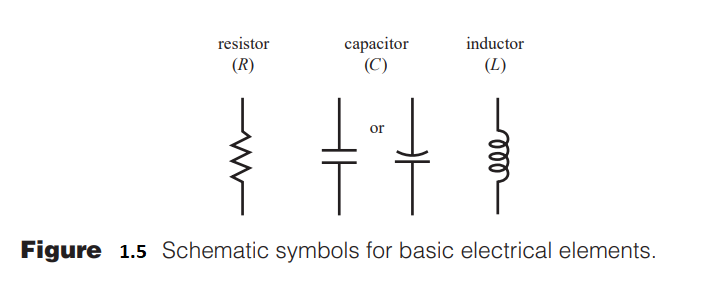 resistor capacitor inductor
(R) (C) (L)
or
Figure 1.5 Schematic symbols for basic electrical elements.